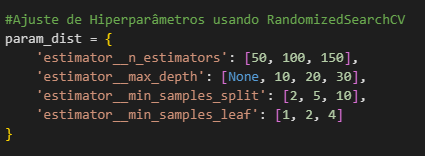 #Ajuste de Hiperparâmetros usando RandomizedSearchCV
param_dist = {
    'estimator__n_estimators': [50, 100, 150],
    'estimator__max_depth': [None, 10, 20, 30],
    'estimator__min_samples_split': [2, 5, 10],
    'estimator__min_samples_leaf': [1, 2, 4]
}